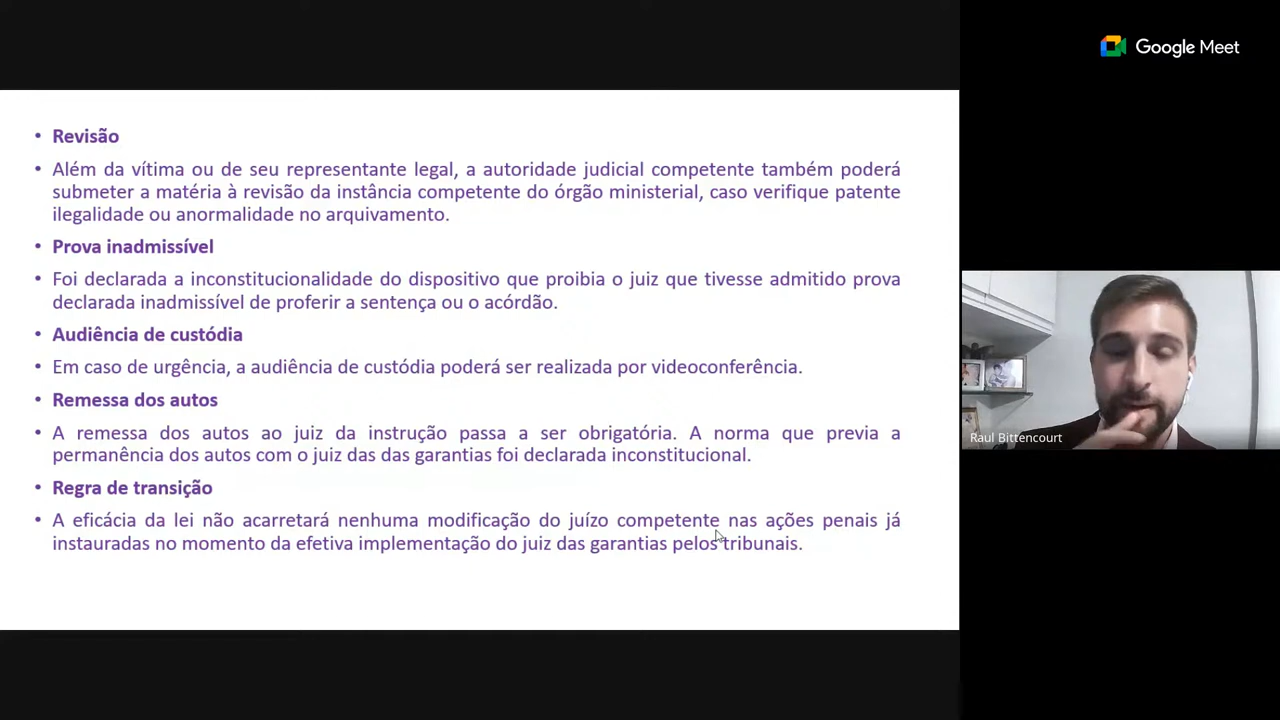 Google Meet
• Revisão
• Além da vítima ou de seu representante legal, a autoridade judicial competente também poderá
submeter a matéria à revisão da instância competente do órgão ministerial, caso verifique patente
ilegalidade ou anormalidade no arquivamento.
• Prova inadmissível
• Foi declarada a inconstitucionalidade do dispositivo que proibia o juiz que tivesse admitido prova
declarada inadmissível de proferir a sentença ou o acórdão.
• Audiência de custódia
• Em caso de urgência, a audiência de custódia poderá ser realizada por videoconferência.
• Remessa dos autos
• A remessa dos autos ao juiz da instrução passa a ser obrigatória. A norma que previa a
permanência dos autos com o juiz das das garantias foi declarada inconstitucional.
• Regra de transição
• A eficácia da lei não acarretará nenhuma modificação do juízo competente nas ações penais já
instauradas no momento da efetiva implementação do juiz das garantias pelos tribunais.
Raul Bittencourt